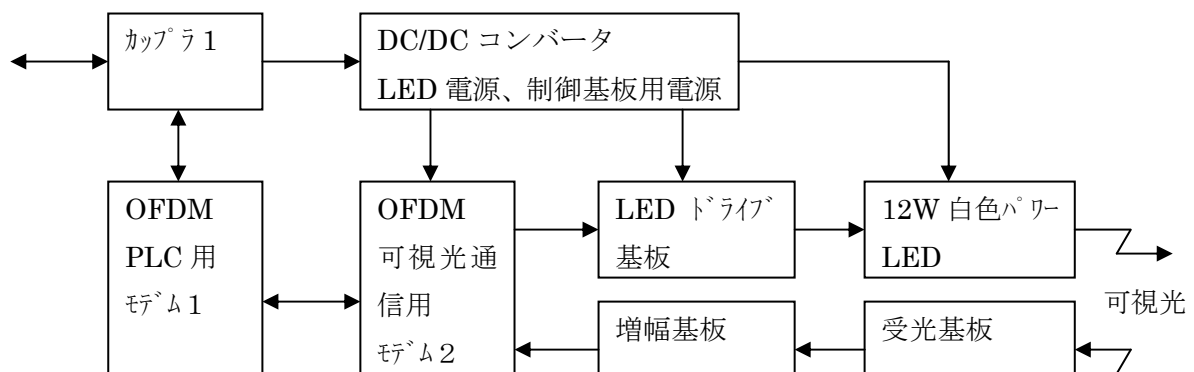 ｶｯﾌﾟﾗ1
DC/DC コンバータ
LED 電源、制御基板用電源
OFDM
PLC 用
ﾓﾃﾞﾑ1
OFDM
可視光通
信用
ﾓﾃﾞﾑ2
LED ﾄﾞﾗｲﾌﾞ
基板
12W 白色ﾊﾟﾜｰ
LED
可視光
増幅基板
受光基板